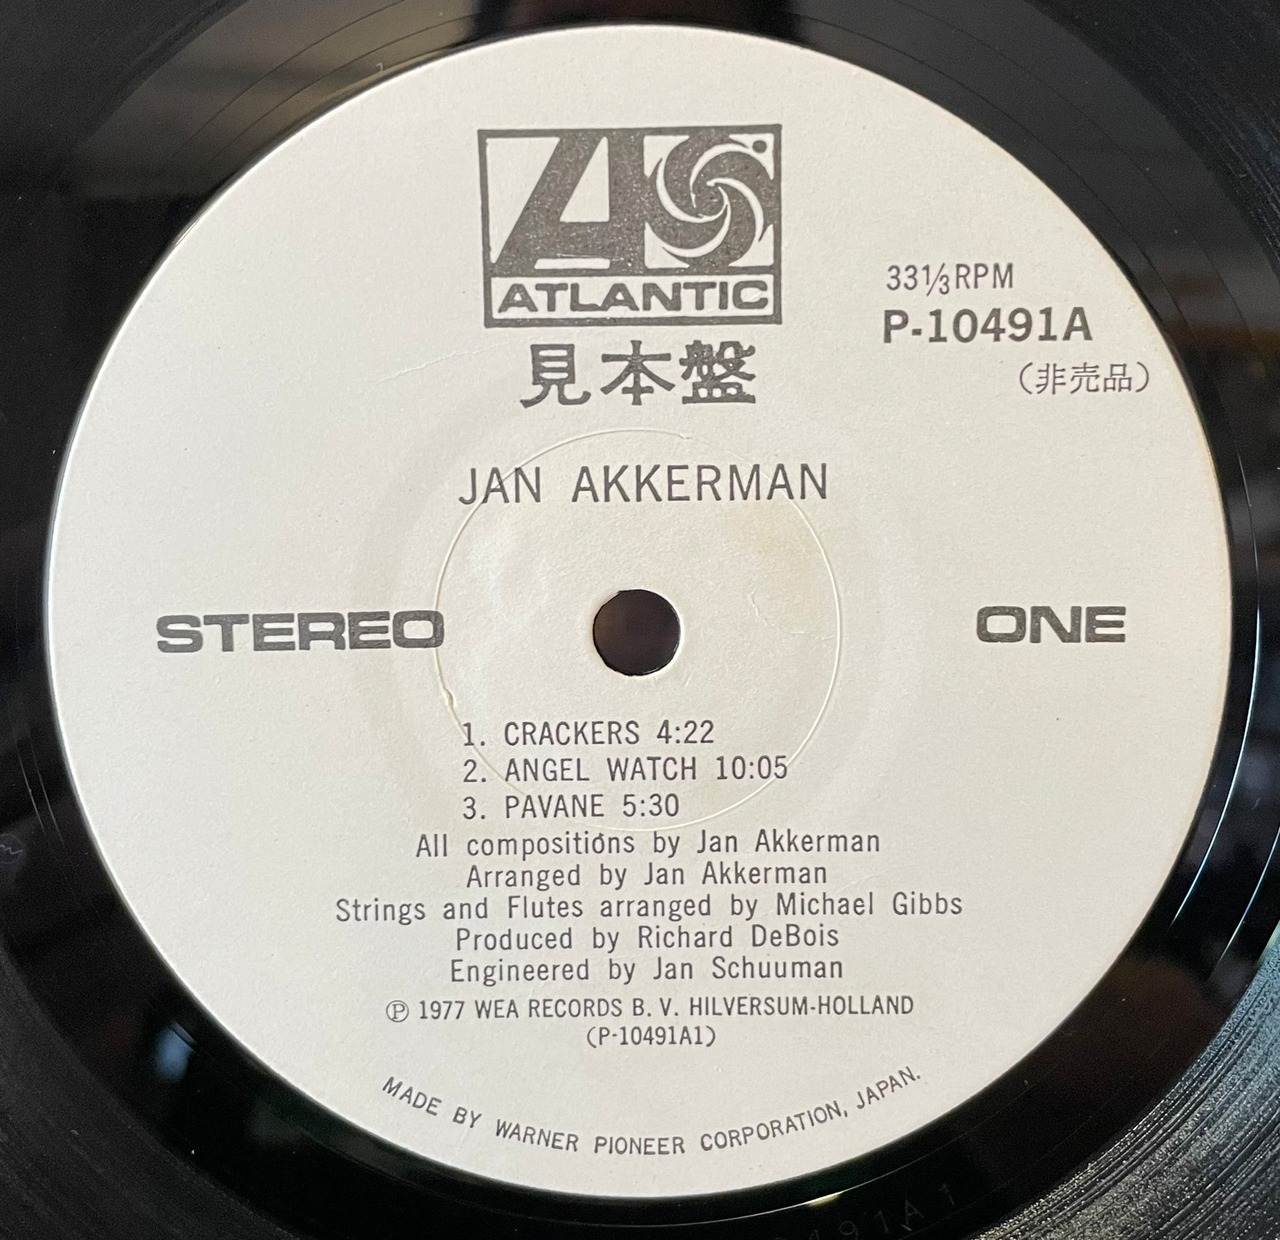 ATLANTIC
見本盤
33⅓RPM
P-10491A
(非売品)
JAN AKKERMAN
STEREO
ONE
1. CRACKERS 4:22
2. ANGEL WATCH 10:05
3. PAVANE 5:30
All compositions by Jan Akkerman
Arranged by Jan Akkerman
Strings and Flutes arranged by Michael Gibbs
Produced by Richard DeBois
Engineered by Jan Schuuman
Ⓟ 1977 WEA RECORDS B. V. HILVERSUM-HOLLAND
(P-10491A1)
MADE BY WARNER PIONEER CORPORATION, JAPAN.